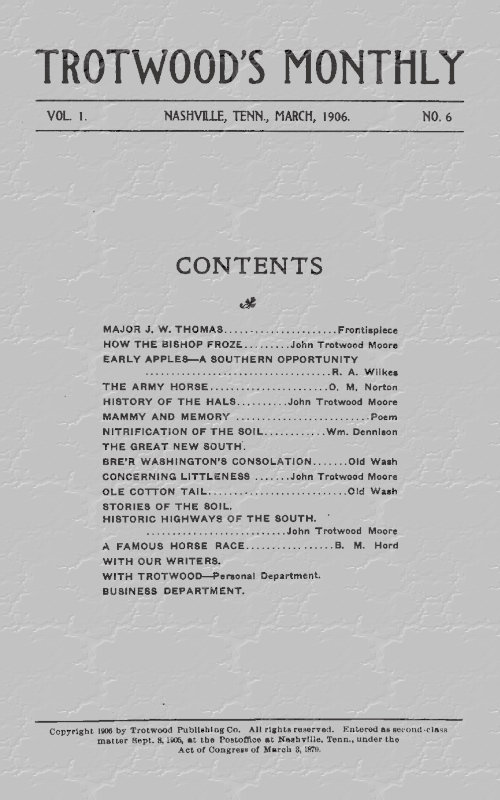 TROTWOOD'S MONTHLY
VOL. 1. NASHVILLE, TENN., MARCH, 1906. NO. 6
CONTENTS
MAJOR J. W. THOMAS......................Frontispiece
HOW THE BISHOP FROZE.........John Trotwood Moore
EARLY APPLES—A SOUTHERN OPPORTUNITY
...................................R. A. Wilkes
THE ARMY HORSE.......................O. M. Norton
HISTORY OF THE HALS..........John Trotwood Moore
MAMMY AND MEMORY ..........................Poem
NITRIFICATION OF THE SOIL............Wm. Dennison
THE GREAT NEW SOUTH.
BRE'R WASHINGTON'S CONSOLATION.......Old Wash
CONCERNING LITTLENESS .......John Trotwood Moore
OLE COTTON TAIL...........................Old Wash
STORIES OF THE SOIL.
HISTORIC HIGHWAYS OF THE SOUTH.
...........................John Trotwood Moore
A FAMOUS HORSE RACE.................B. M. Hord
WITH OUR WRITERS.
WITH TROTWOOD—Personal Department.
BUSINESS DEPARTMENT.
Copyright 1906 by Trotwood Publishing Co. All rights reserved. Entered as second-class
matter Sept. 8, 1905, at the Postoffice at Nashville, Tenn., under the
Act of Congress of March 3, 1879.